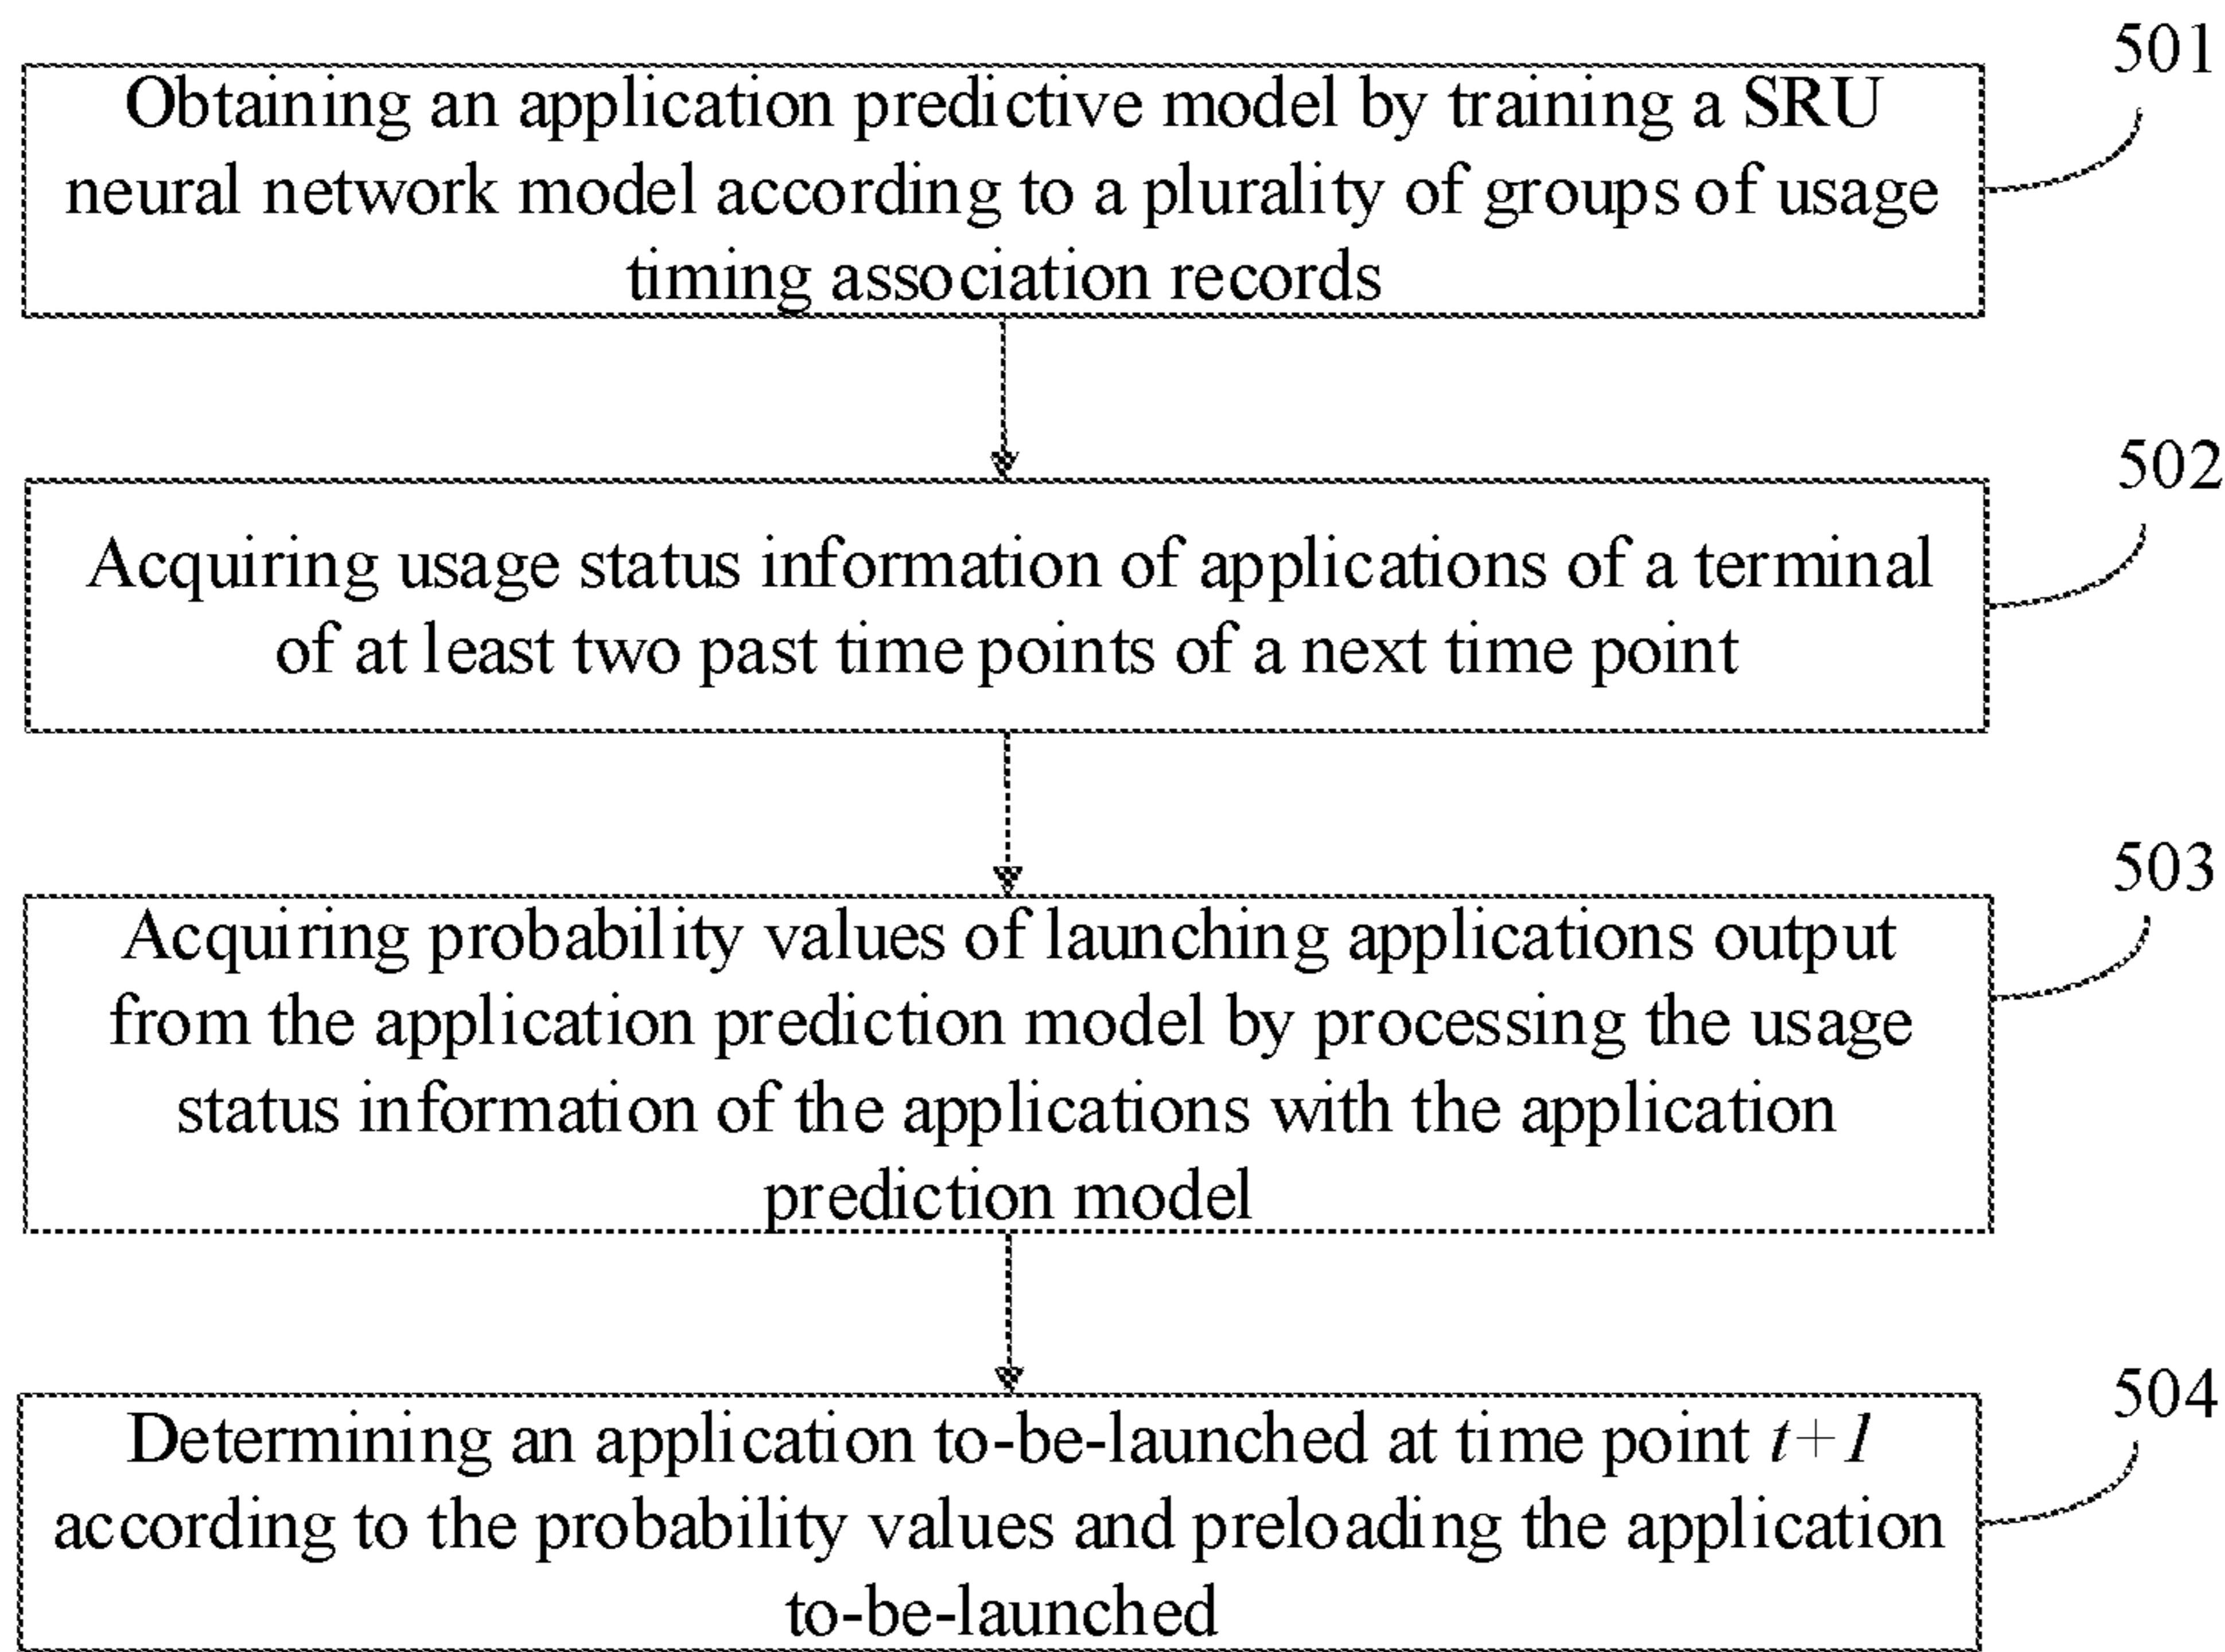 501
Obtaining an application predictive model by training a SRU
neural network model according to a plurality of groups of usage
timing association records
502
Acquiring usage status information of applications of a terminal
of at least two past time points of a next time point
503
Acquiring probability values of launching applications output
from the application prediction model by processing the usage
status information of the applications with the application
prediction model
504
Determining an application to-be-launched at time point t+1
according to the probability values and preloading the application
to-be-launched